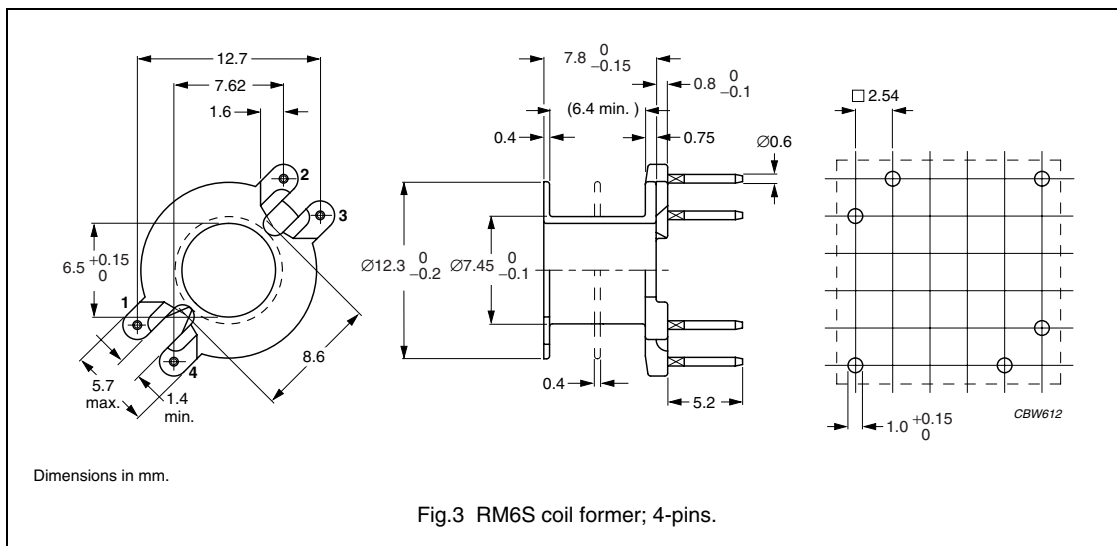 12.7
7.62
1.6
2
3
6.5 +0.15 0
1
4
8.6
5.7 max.
1.4 min.
7.8 0 −0.15
0.8 0 −0.1
(6.4 min. )
0.4
0.75
∅0.6
∅12.3 0 −0.2
∅7.45 0 −0.1
0.4
5.2
□ 2.54
1.0 +0.15 0
CBW612
Dimensions in mm.
Fig.3 RM6S coil former; 4-pins.